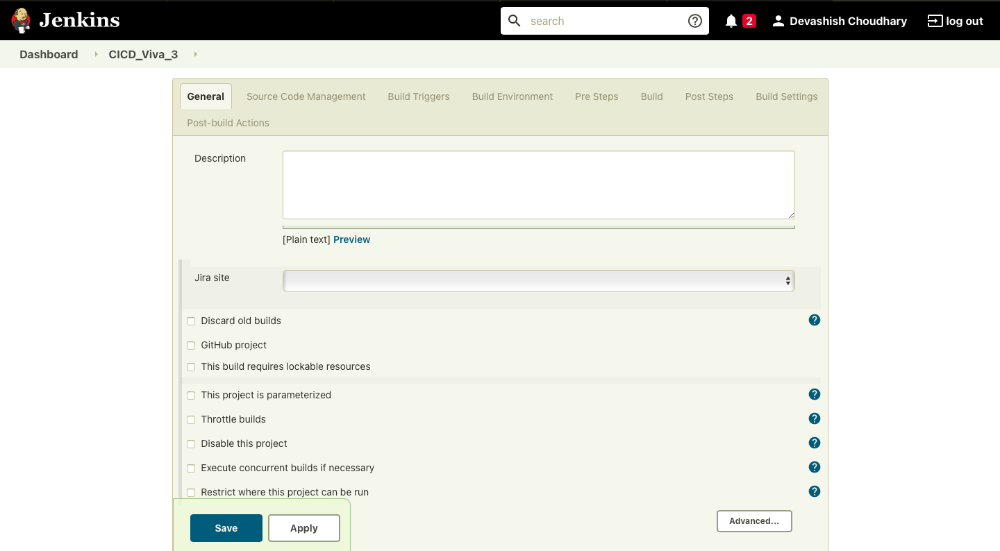 Jenkins
search
2
Devashish Choudhary
log out
Dashboard
CICD_Viva_3
General
Source Code Management
Build Triggers
Build Environment
Pre Steps
Build
Post Steps
Build Settings
Post-build Actions
Description
[Plain text] Preview
Jira site
Discard old builds
GitHub project
This build requires lockable resources
This project is parameterized
Throttle builds
Disable this project
Execute concurrent builds if necessary
Restrict where this project can be run
Save
Apply
Advanced...